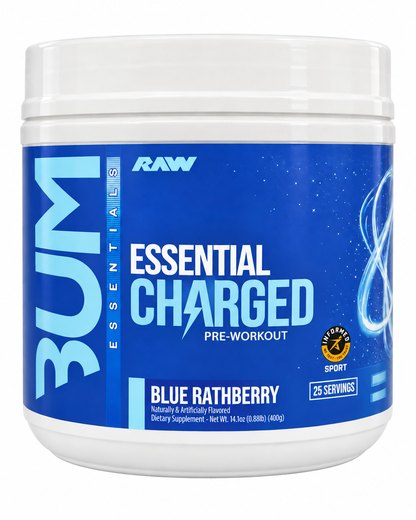 BUM
ESSENTIALS
RAW
ESSENTIAL
CHARGED
PRE-WORKOUT
INFORMED
SPORT
25 SERVINGS
BLUE RATHBERRY
Naturally & Artificially Flavored
Dietary Supplement - Net Wt. 14.1oz (0.88lb) (400g)